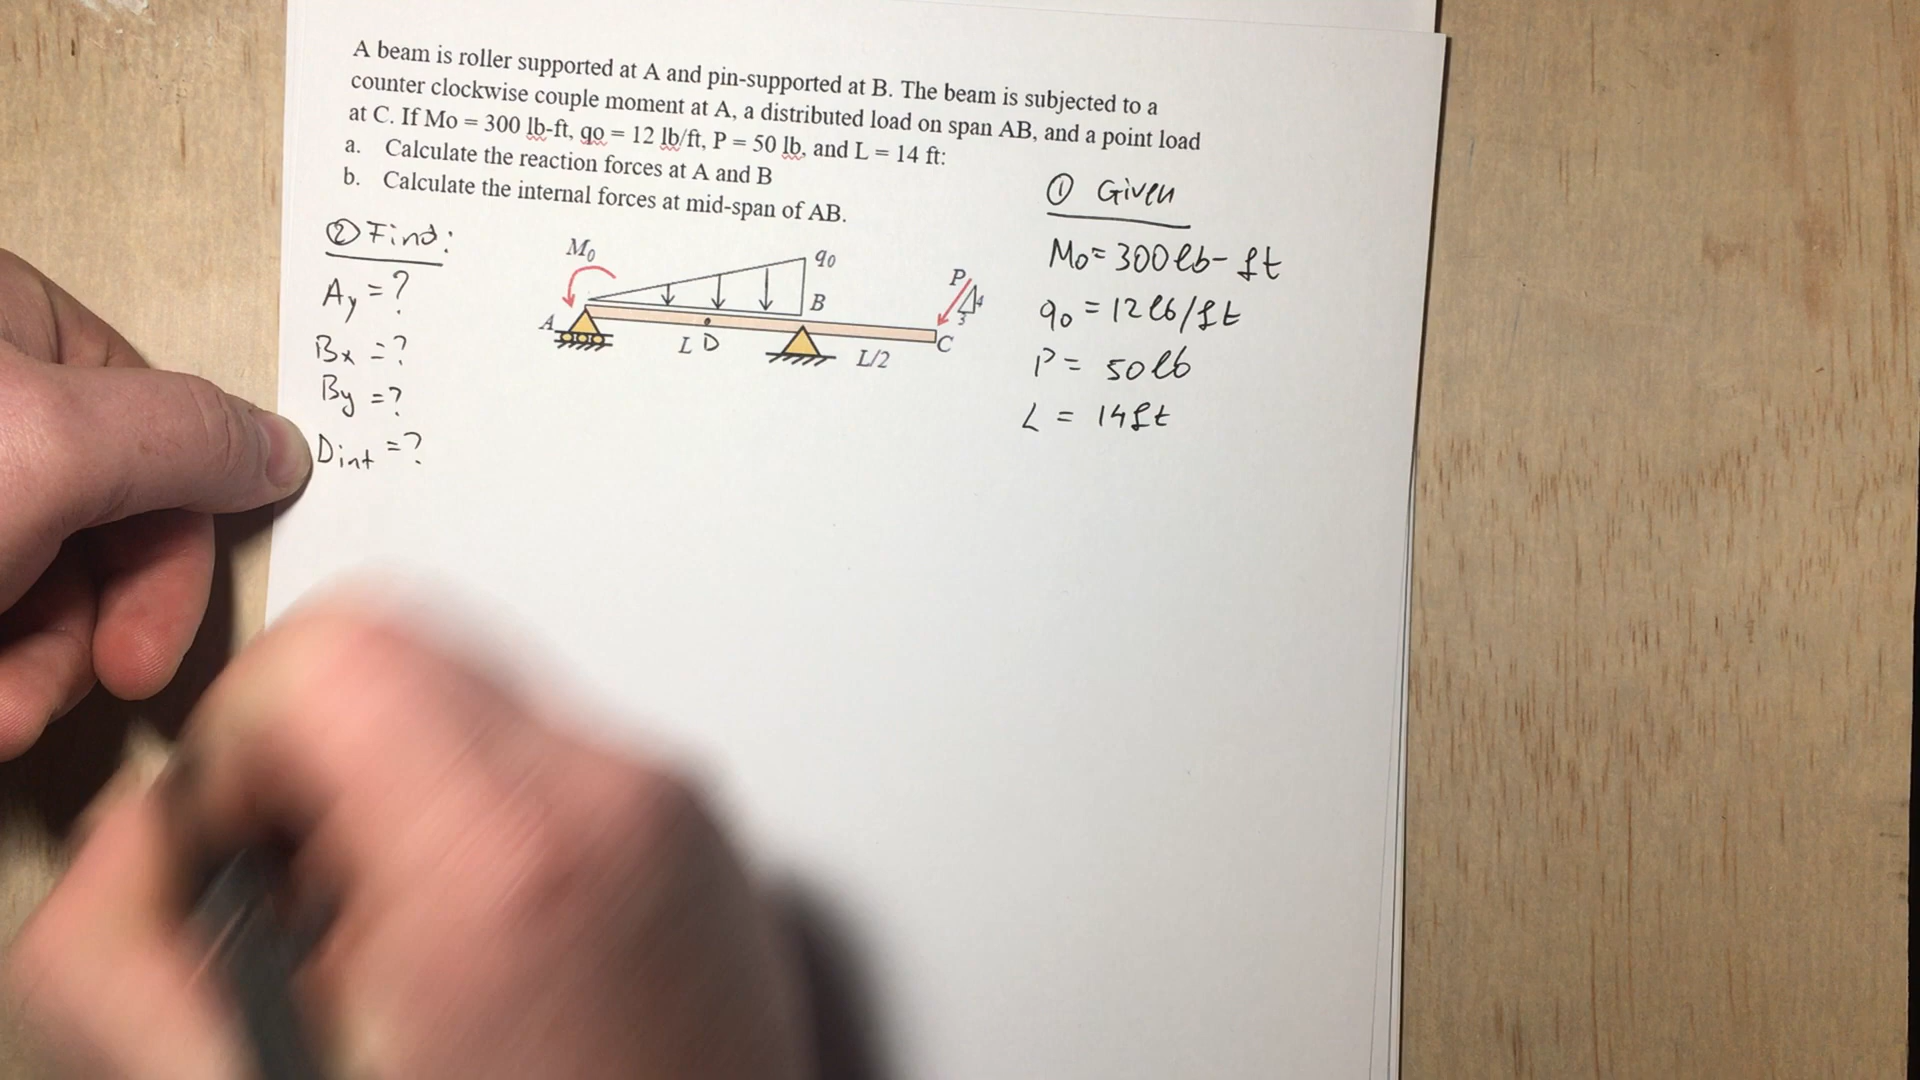 A beam is roller supported at A and pin-supported at B. The beam is subjected to a
counter clockwise couple moment at A, a distributed load on span AB, and a point load
at C. If Mo = 300 lb-ft, qo = 12 lb/ft, P = 50 lb, and L = 14 ft:
a. Calculate the reaction forces at A and B
b. Calculate the internal forces at mid-span of AB.
① Given
Mo = 300 lb-ft
qo = 12 lb/ft
P = 50 lb
L = 14 ft
② Find:
Ay = ?
Bx = ?
By = ?
Dint = ?
M0
q0
B
P
4
3
A
L D
L/2
C